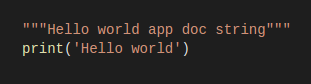 """Hello world app doc string"""
print('Hello world')